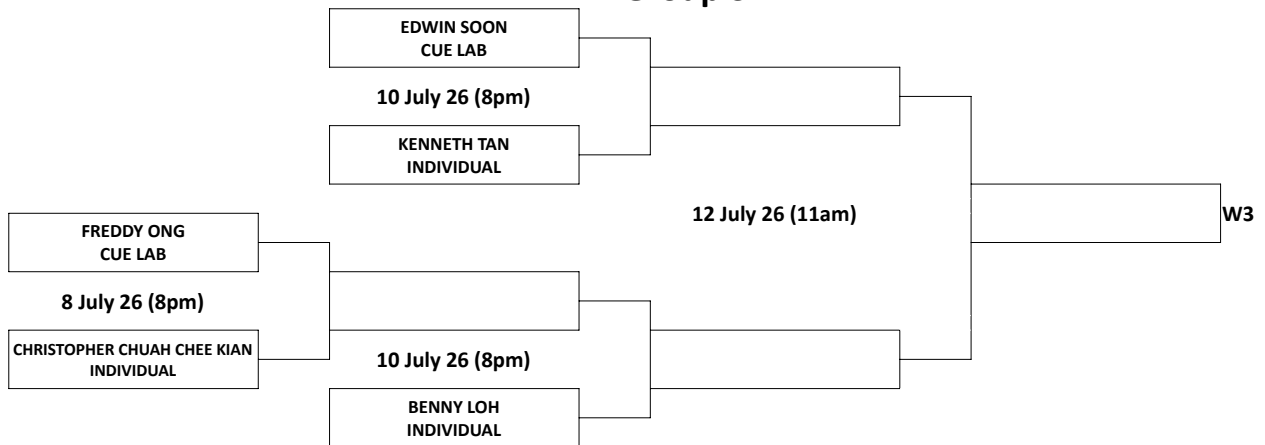 EDWIN SOON
CUE LAB
10 July 26 (8pm)
KENNETH TAN
INDIVIDUAL
12 July 26 (11am)
W3
FREDDY ONG
CUE LAB
8 July 26 (8pm)
CHRISTOPHER CHUAH CHEE KIAN
INDIVIDUAL
10 July 26 (8pm)
BENNY LOH
INDIVIDUAL